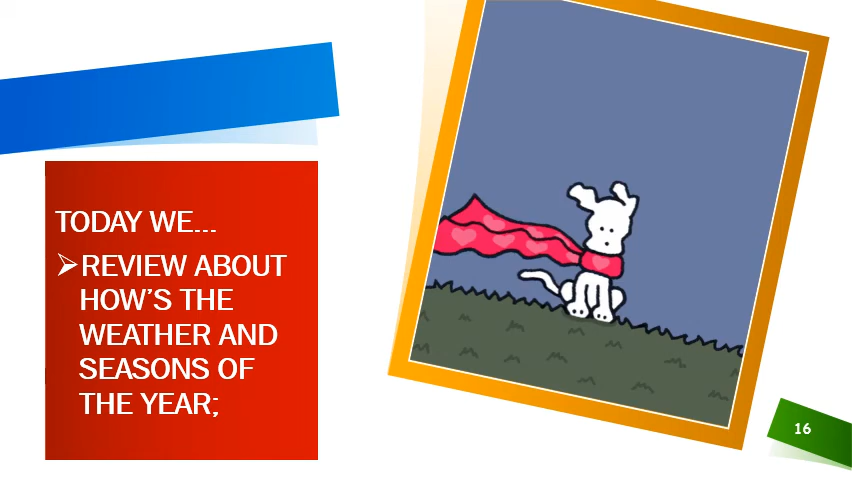 TODAY WE...
➢REVIEW ABOUT
HOW'S THE
WEATHER AND
SEASONS OF
THE YEAR;
16